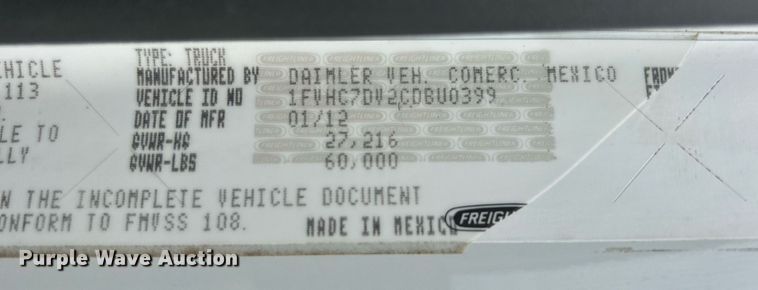 TYPE: TRUCK
EHICLE MANUFACTURED BY DAIMLER VEH. COMERC. MEXICO
113 VEHICLE ID NO 1FVHC7DV2CDBU0399
DATE OF MFR 01/12
LE TO GVWR-KG 27,216
LLY GVWR-LBS 60,000
N THE INCOMPLETE VEHICLE DOCUMENT
ONFORM TO FMVSS 108. MADE IN MEXICO FREIGHTL
Purple Wave Auction